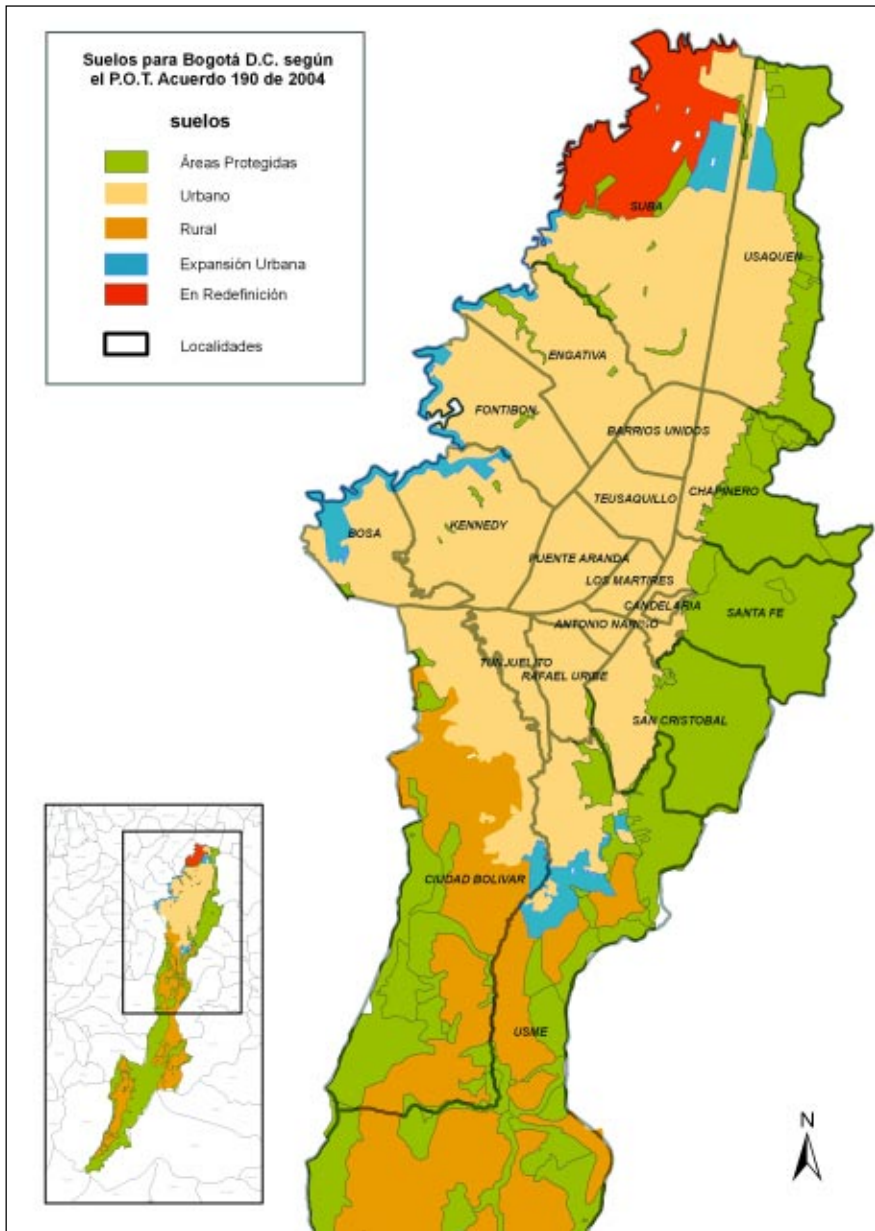 Suelos para Bogotá D.C. según
el P.O.T. Acuerdo 190 de 2004
suelos
Áreas Protegidas
Urbano
Rural
Expansión Urbana
En Redefinición
Localidades
SUBA
USAQUEN
ENGATIVA
FONTIBON
BARRIOS UNIDOS
CHAPINERO
TEUSAQUILLO
BOSA
KENNEDY
PUENTE ARANDA
LOS MARTIRES
CANDELARIA
SANTA FE
ANTONIO NARIÑO
TUNJUELITO
RAFAEL URIBE
SAN CRISTOBAL
CIUDAD BOLIVAR
USME
N